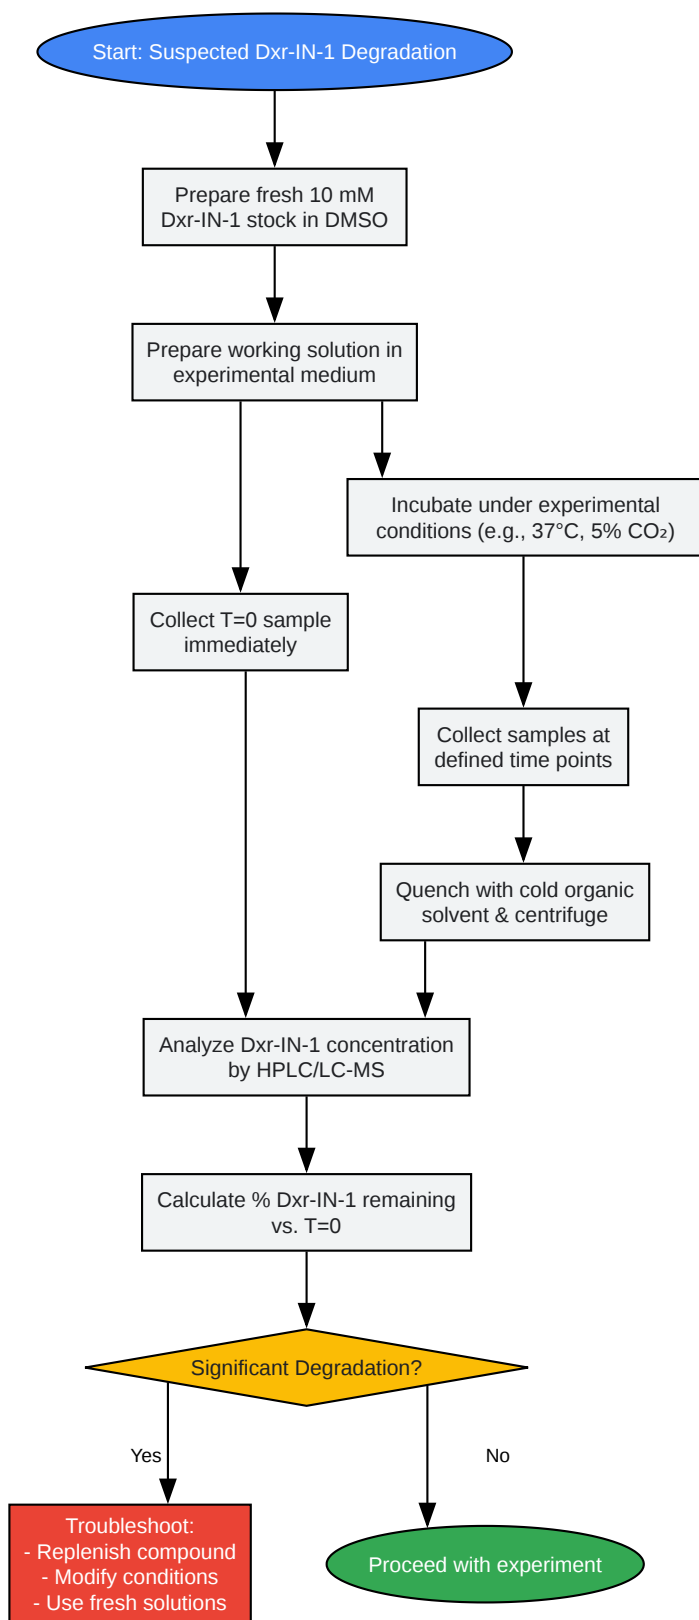 Start: Suspected Dxr-IN-1 Degradation
Prepare fresh 10 mM
Dxr-IN-1 stock in DMSO
Prepare working solution in
experimental medium
Incubate under experimental
conditions (e.g., 37°C, 5% CO₂)
Collect T=0 sample
immediately
Collect samples at
defined time points
Quench with cold organic
solvent & centrifuge
Analyze Dxr-IN-1 concentration
by HPLC/LC-MS
Calculate % Dxr-IN-1 remaining
vs. T=0
Significant Degradation?
Yes
No
Troubleshoot:
- Replenish compound
- Modify conditions
- Use fresh solutions
Proceed with experiment